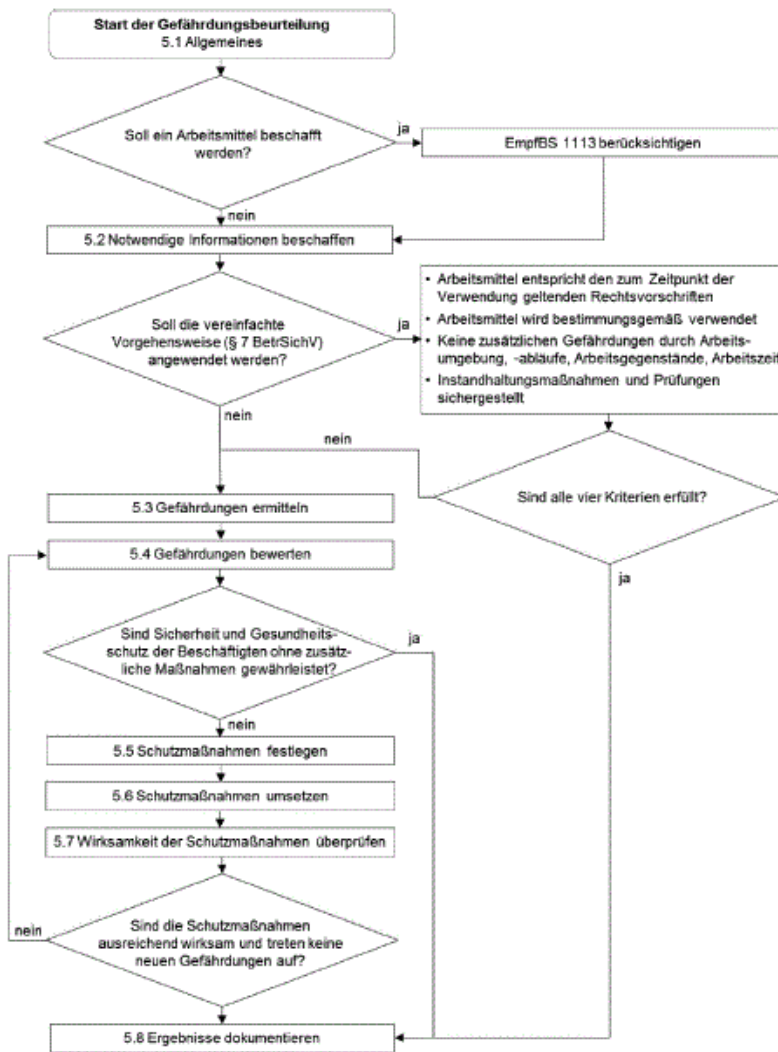 Start der Gefährdungsbeurteilung
5.1 Allgemeines
Soll ein Arbeitsmittel beschafft
werden?
ja
EmpfBS 1113 berücksichtigen
nein
5.2 Notwendige Informationen beschaffen
Soll die vereinfachte
Vorgehensweise (§ 7 BetrSichV)
angewendet werden?
ja
• Arbeitsmittel entspricht den zum Zeitpunkt der
Verwendung geltenden Rechtsvorschriften
• Arbeitsmittel wird bestimmungsgemäß verwendet
• Keine zusätzlichen Gefährdungen durch Arbeits-
umgebung, -abläufe, Arbeitsgegenstände, Arbeitszeit
• Instandhaltungsmaßnahmen und Prüfungen
sichergestellt
nein
nein
Sind alle vier Kriterien erfüllt?
ja
5.3 Gefährdungen ermitteln
5.4 Gefährdungen bewerten
Sind Sicherheit und Gesundheits-
schutz der Beschäftigten ohne zusätz-
liche Maßnahmen gewährleistet?
ja
nein
5.5 Schutzmaßnahmen festlegen
5.6 Schutzmaßnahmen umsetzen
5.7 Wirksamkeit der Schutzmaßnahmen überprüfen
nein
Sind die Schutzmaßnahmen
ausreichend wirksam und treten keine
neuen Gefährdungen auf?
5.8 Ergebnisse dokumentieren